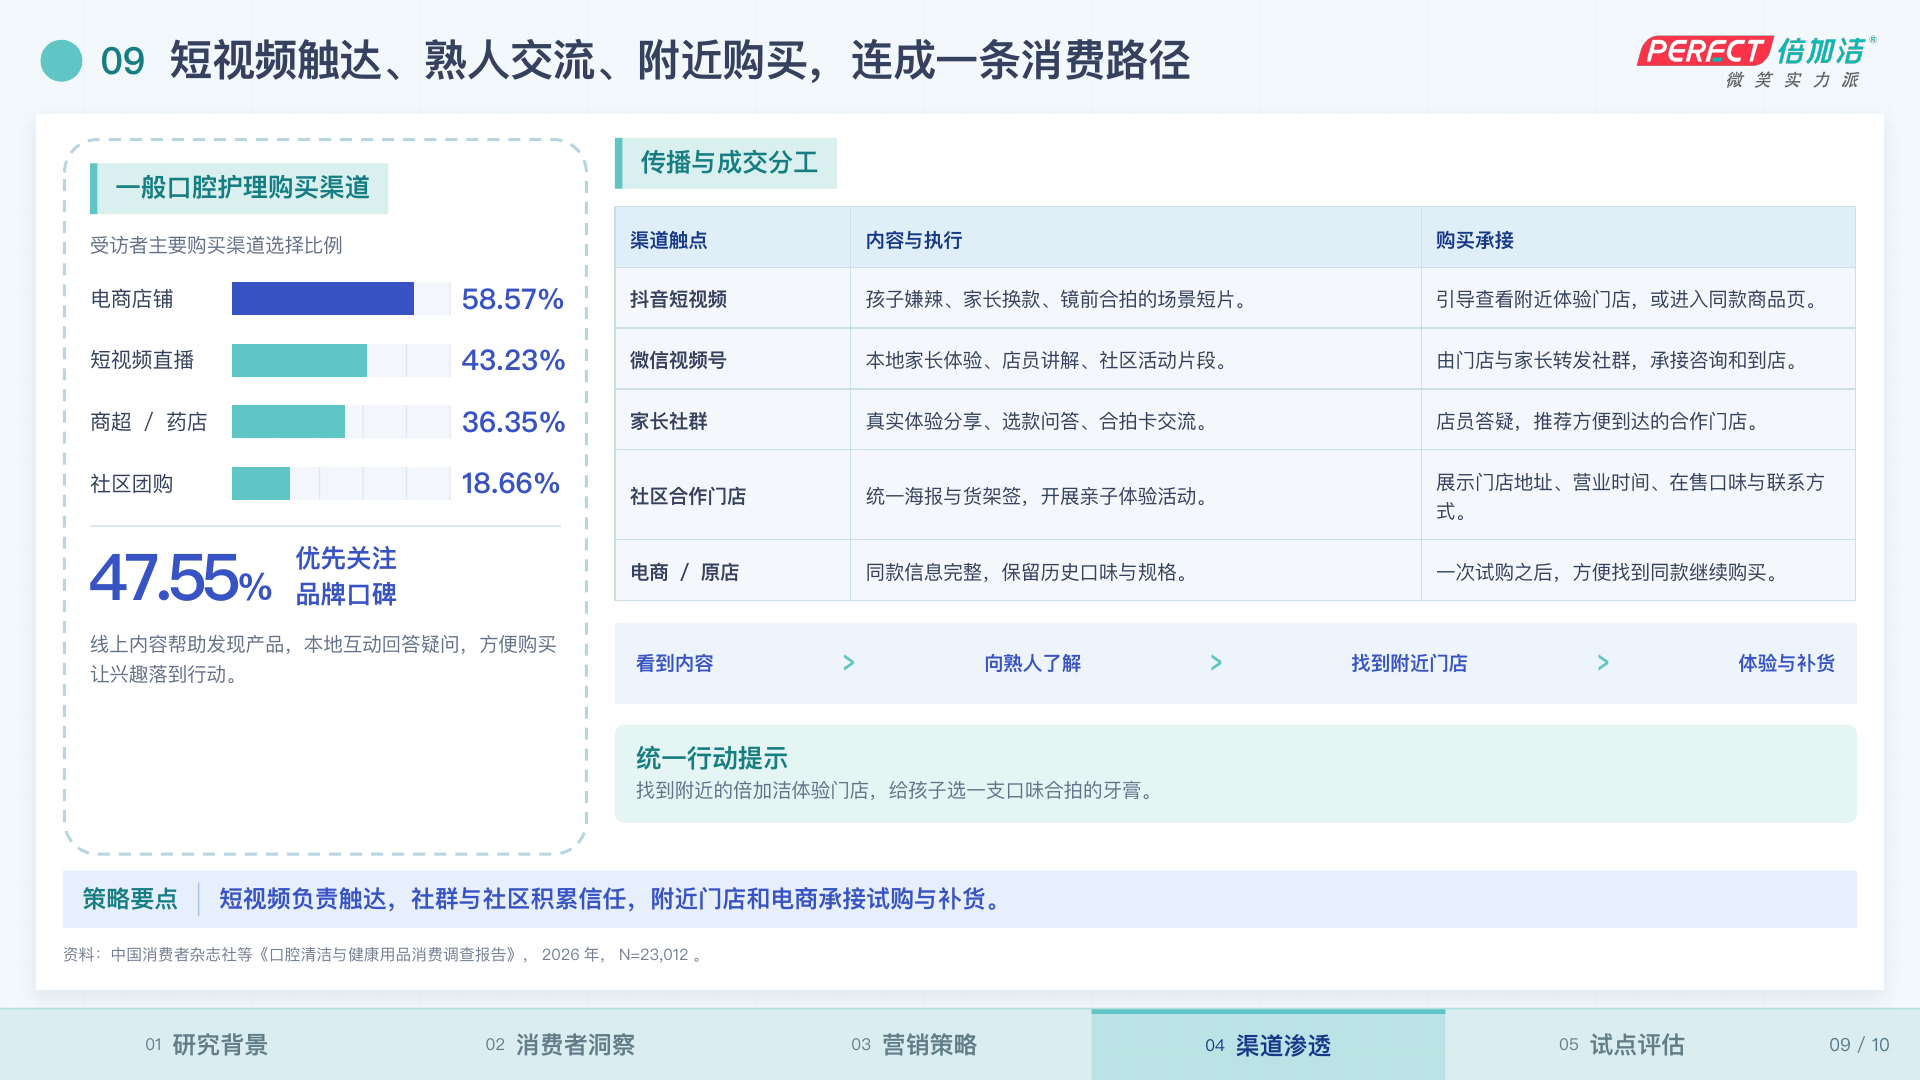 09 短视频触达、熟人交流、附近购买，连成一条消费路径
PERFECT 倍加洁®
微笑实力派
一般口腔护理购买渠道
受访者主要购买渠道选择比例
电商店铺 58.57%
短视频直播 43.23%
商超 / 药店 36.35%
社区团购 18.66%
47.55% 优先关注
品牌口碑
线上内容帮助发现产品，本地互动回答疑问，方便购买
让兴趣落到行动。
传播与成交分工
渠道触点 内容与执行 购买承接
抖音短视频 孩子嫌辣、家长换款、镜前合拍的场景短片。 引导查看附近体验门店，或进入同款商品页。
微信视频号 本地家长体验、店员讲解、社区活动片段。 由门店与家长转发社群，承接咨询和到店。
家长社群 真实体验分享、选款问答、合拍卡交流。 店员答疑，推荐方便到达的合作门店。
社区合作门店 统一海报与货架签，开展亲子体验活动。 展示门店地址、营业时间、在售口味与联系方
式。
电商 / 原店 同款信息完整，保留历史口味与规格。 一次试购之后，方便找到同款继续购买。
看到内容 > 向熟人了解 > 找到附近门店 > 体验与补货
统一行动提示
找到附近的倍加洁体验门店，给孩子选一支口味合拍的牙膏。
策略要点 短视频负责触达，社群与社区积累信任，附近门店和电商承接试购与补货。
资料：中国消费者杂志社等《口腔清洁与健康用品消费调查报告》， 2026 年， N=23,012 。
01 研究背景 02 消费者洞察 03 营销策略 04 渠道渗透 05 试点评估 09 / 10